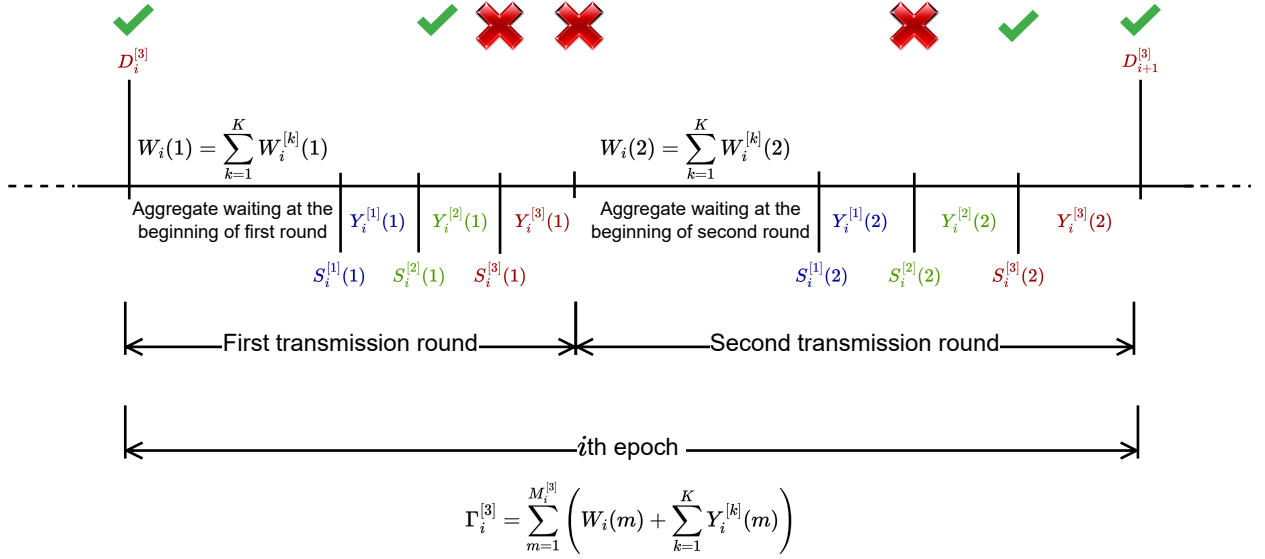 $D_i^{[3]}$ $D_{i+1}^{[3]}$
$W_i(1) = \sum_{k=1}^{K} W_i^{[k]}(1)$ $W_i(2) = \sum_{k=1}^{K} W_i^{[k]}(2)$
Aggregate waiting at the
beginning of first round
$Y_i^{[1]}(1)$ $Y_i^{[2]}(1)$ $Y_i^{[3]}(1)$
Aggregate waiting at the
beginning of second round
$Y_i^{[1]}(2)$ $Y_i^{[2]}(2)$ $Y_i^{[3]}(2)$
$S_i^{[1]}(1)$ $S_i^{[2]}(1)$ $S_i^{[3]}(1)$ $S_i^{[1]}(2)$ $S_i^{[2]}(2)$ $S_i^{[3]}(2)$
First transmission round Second transmission round
$i$th epoch
$\Gamma_i^{[3]} = \sum_{m=1}^{M_i^{[3]}} \left( W_i(m) + \sum_{k=1}^{K} Y_i^{[k]}(m) \right)$